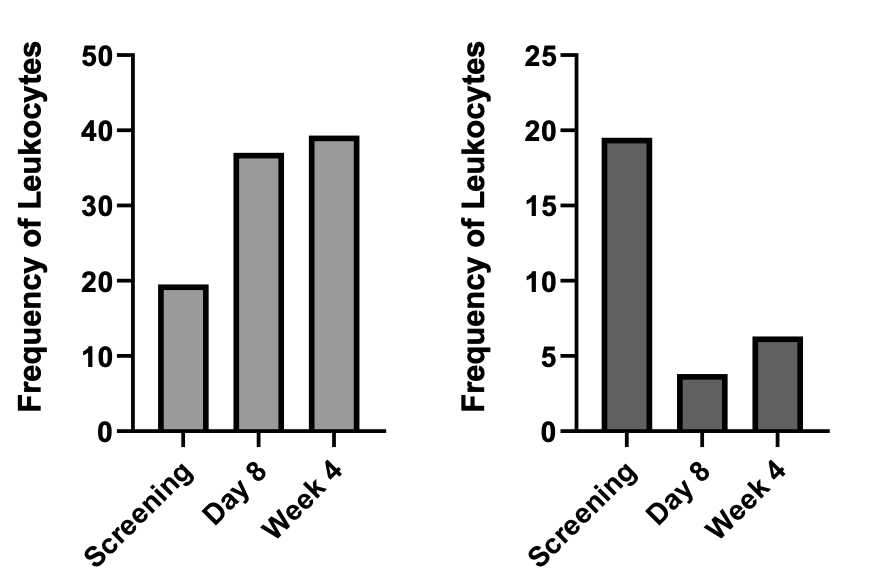 Frequency of Leukocytes
50
40
30
20
10
0
Screening
Day 8
Week 4
Frequency of Leukocytes
25
20
15
10
5
0
Screening
Day 8
Week 4